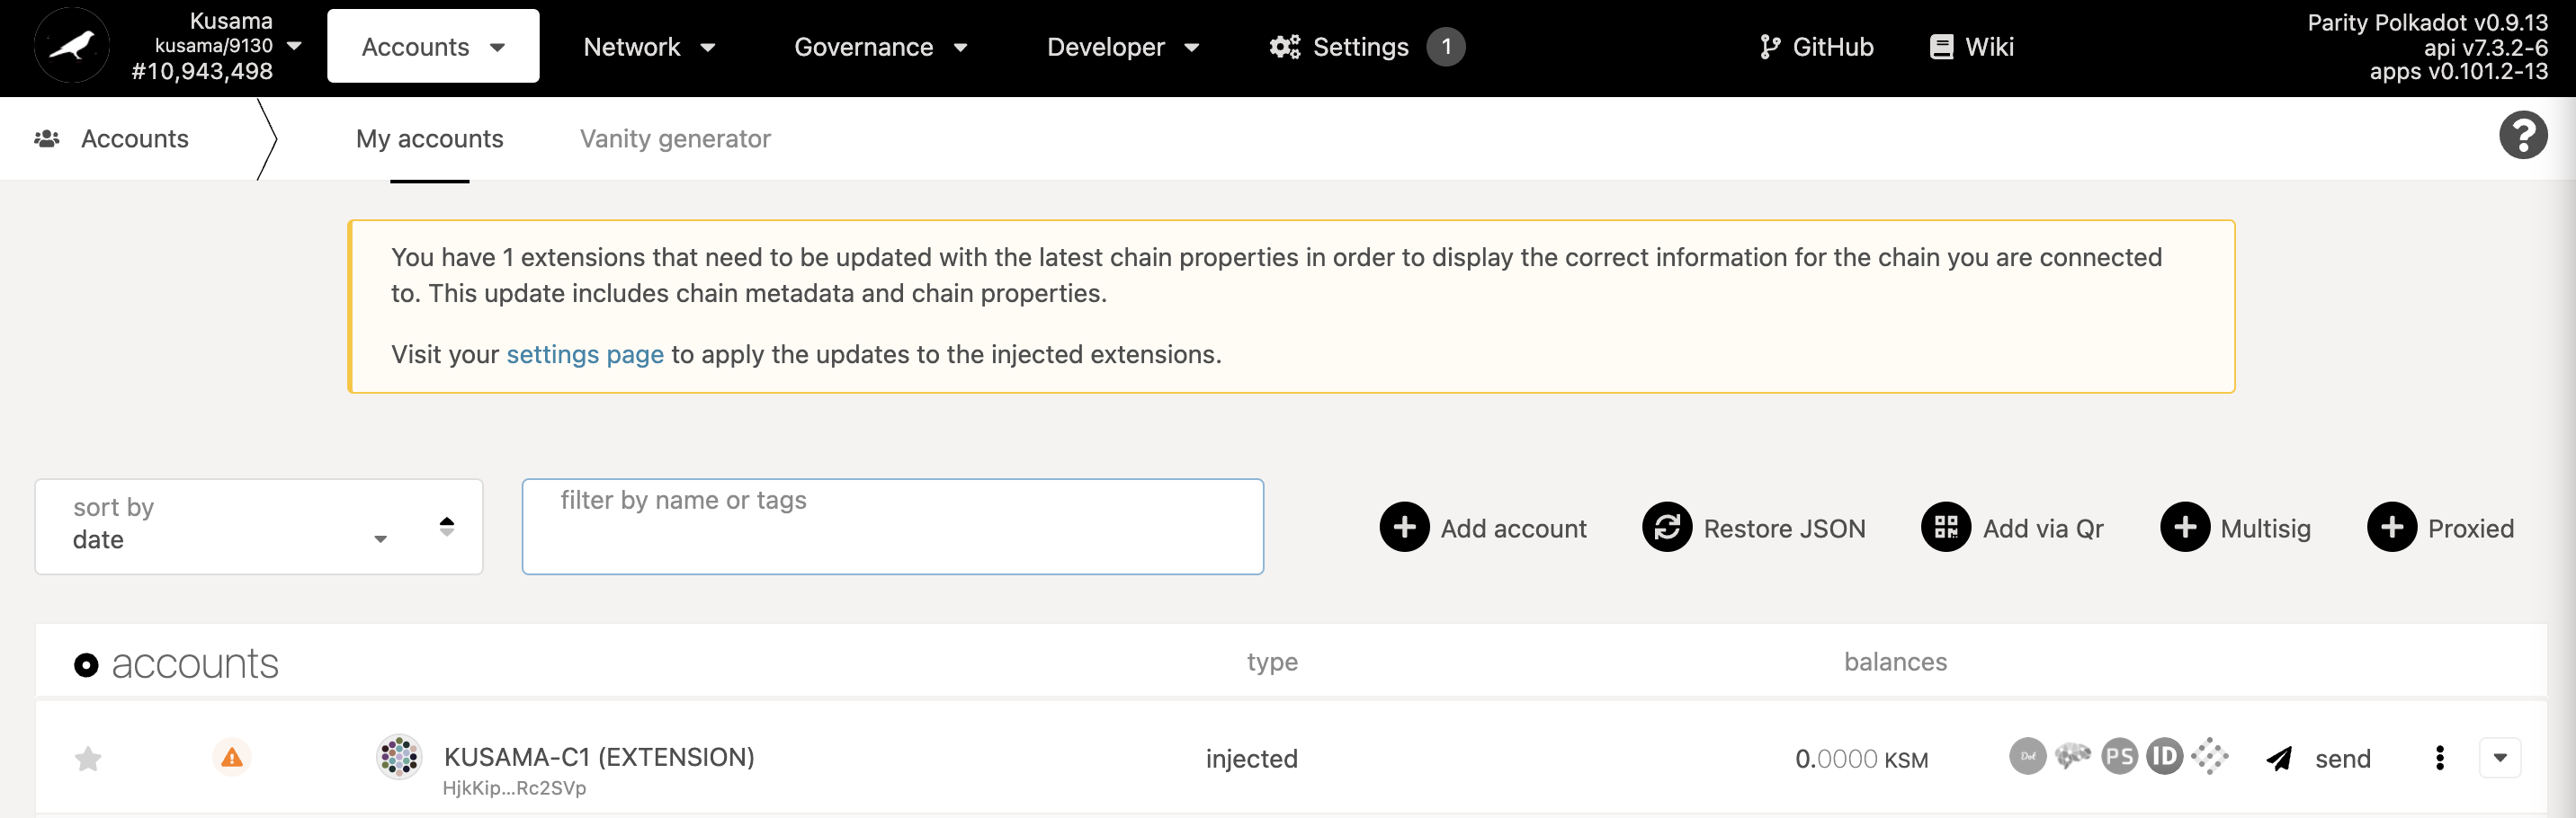 Kusama
kusama/9130
#10,943,498
Accounts
Network
Governance
Developer
Settings
1
GitHub
Wiki
Parity Polkadot v0.9.13
api v7.3.2-6
apps v0.101.2-13
Accounts
My accounts
Vanity generator
?
You have 1 extensions that need to be updated with the latest chain properties in order to display the correct information for the chain you are connected
to. This update includes chain metadata and chain properties.
Visit your settings page to apply the updates to the injected extensions.
sort by
date
filter by name or tags
Add account
Restore JSON
Add via Qr
Multisig
Proxied
accounts
type
balances
KUSAMA-C1 (EXTENSION)
HjkKip...Rc2SVp
injected
0.0000 KSM
Dot
PS
ID
send